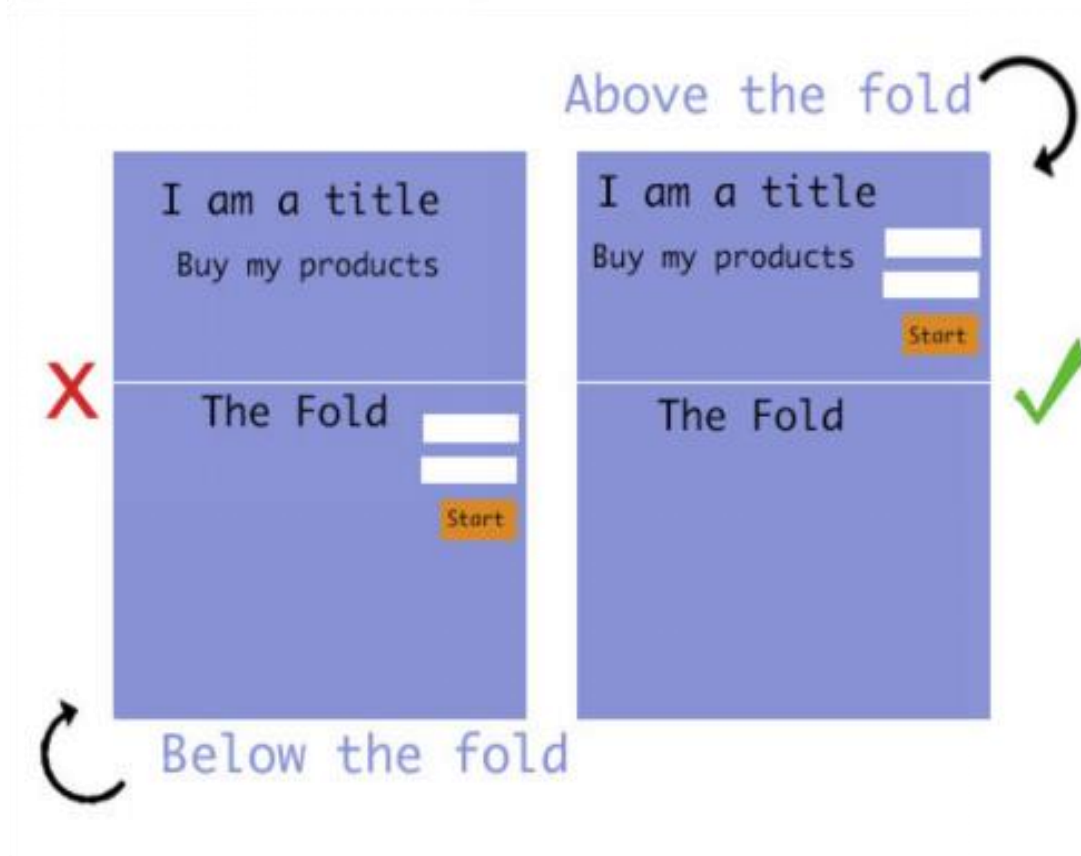 Above the fold
I am a title
Buy my products
The Fold
Start
Below the fold
I am a title
Buy my products
Start
The Fold